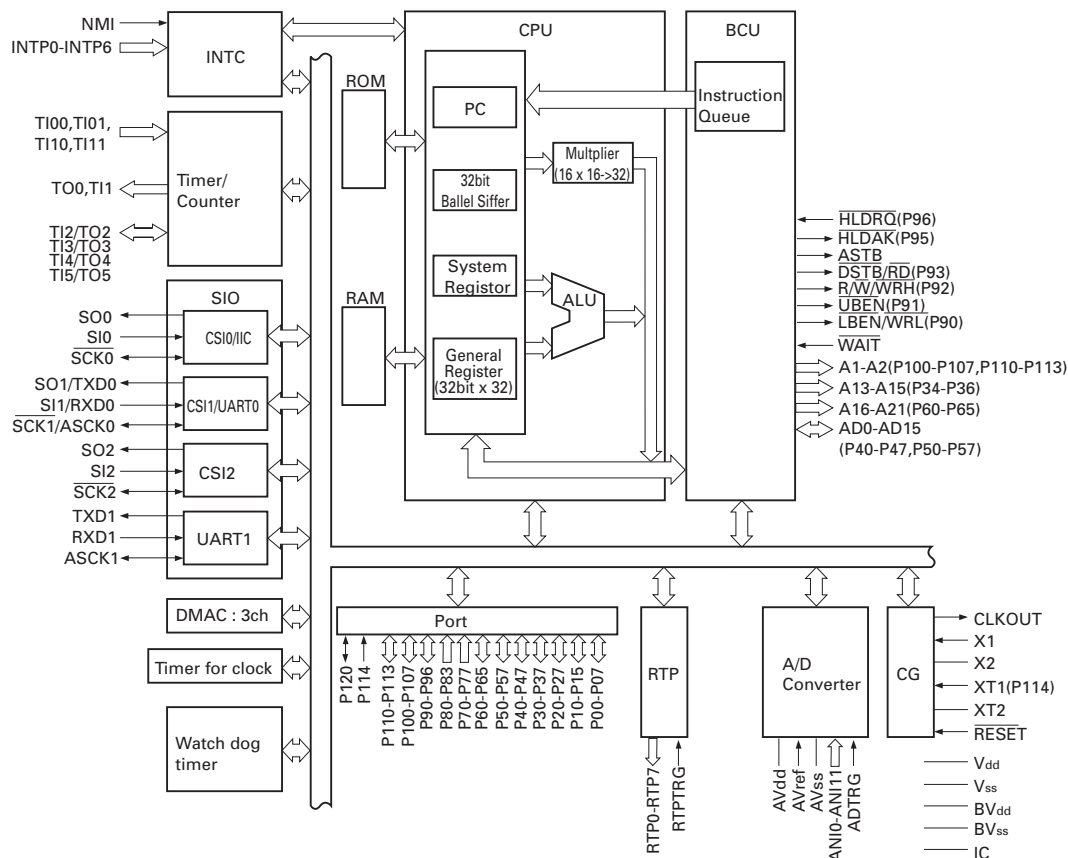 NMI
INTP0-INTP6
INTC
CPU
BCU
ROM
PC
Instruction
Queue
TI00,TI01,
TI10,TI11
Timer/
Counter
TO0,TI1
TI2/TO2
TI3/TO3
TI4/TO4
TI5/TO5
32bit
Ballel Siffer
Multplier
(16 x 16->32)
HLDRQ(P96)
HLDAK(P95)
ASTB
DSTB/RD(P93)
R/W/WRH(P92)
UBEN(P91)
LBEN/WRL(P90)
WAIT
A1-A2(P100-P107,P110-P113)
A13-A15(P34-P36)
A16-A21(P60-P65)
AD0-AD15
(P40-P47,P50-P57)
RAM
System
Registor
ALU
General
Register
(32bit x 32)
SIO
SO0
SI0
SCK0
CSI0/IIC
SO1/TXD0
SI1/RXD0
SCK1/ASCK0
CSI1/UART0
SO2
SI2
SCK2
CSI2
TXD1
RXD1
ASCK1
UART1
DMAC : 3ch
Timer for clock
Watch dog
timer
Port
P120
P114
P110-P113
P100-P107
P90-P96
P80-P83
P70-P77
P60-P65
P50-P57
P40-P47
P30-P37
P20-P27
P10-P15
P00-P07
RTP
RTP0-RTP7
RTPTRG
A/D
Converter
AVdd
AVref
AVss
ANI0-ANI11
ADTRG
CG
CLKOUT
X1
X2
XT1(P114)
XT2
RESET
Vdd
Vss
BVdd
BVss
IC